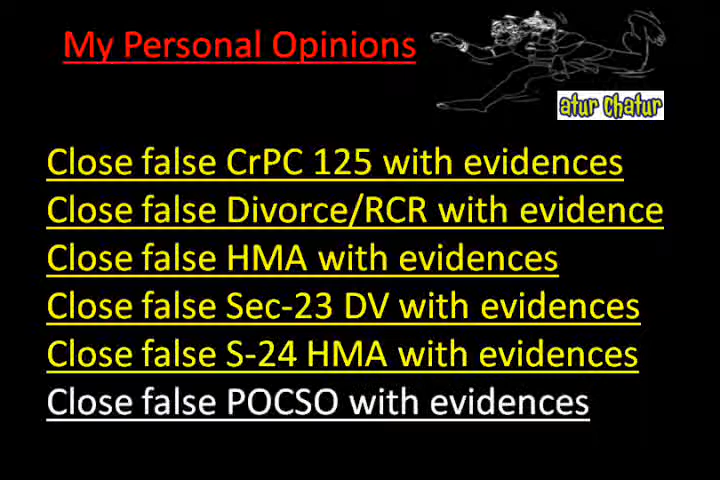 My Personal Opinions
atur Chatur
Close false CrPC 125 with evidences
Close false Divorce/RCR with evidence
Close false HMA with evidences
Close false Sec-23 DV with evidences
Close false S-24 HMA with evidences
Close false POCSO with evidences